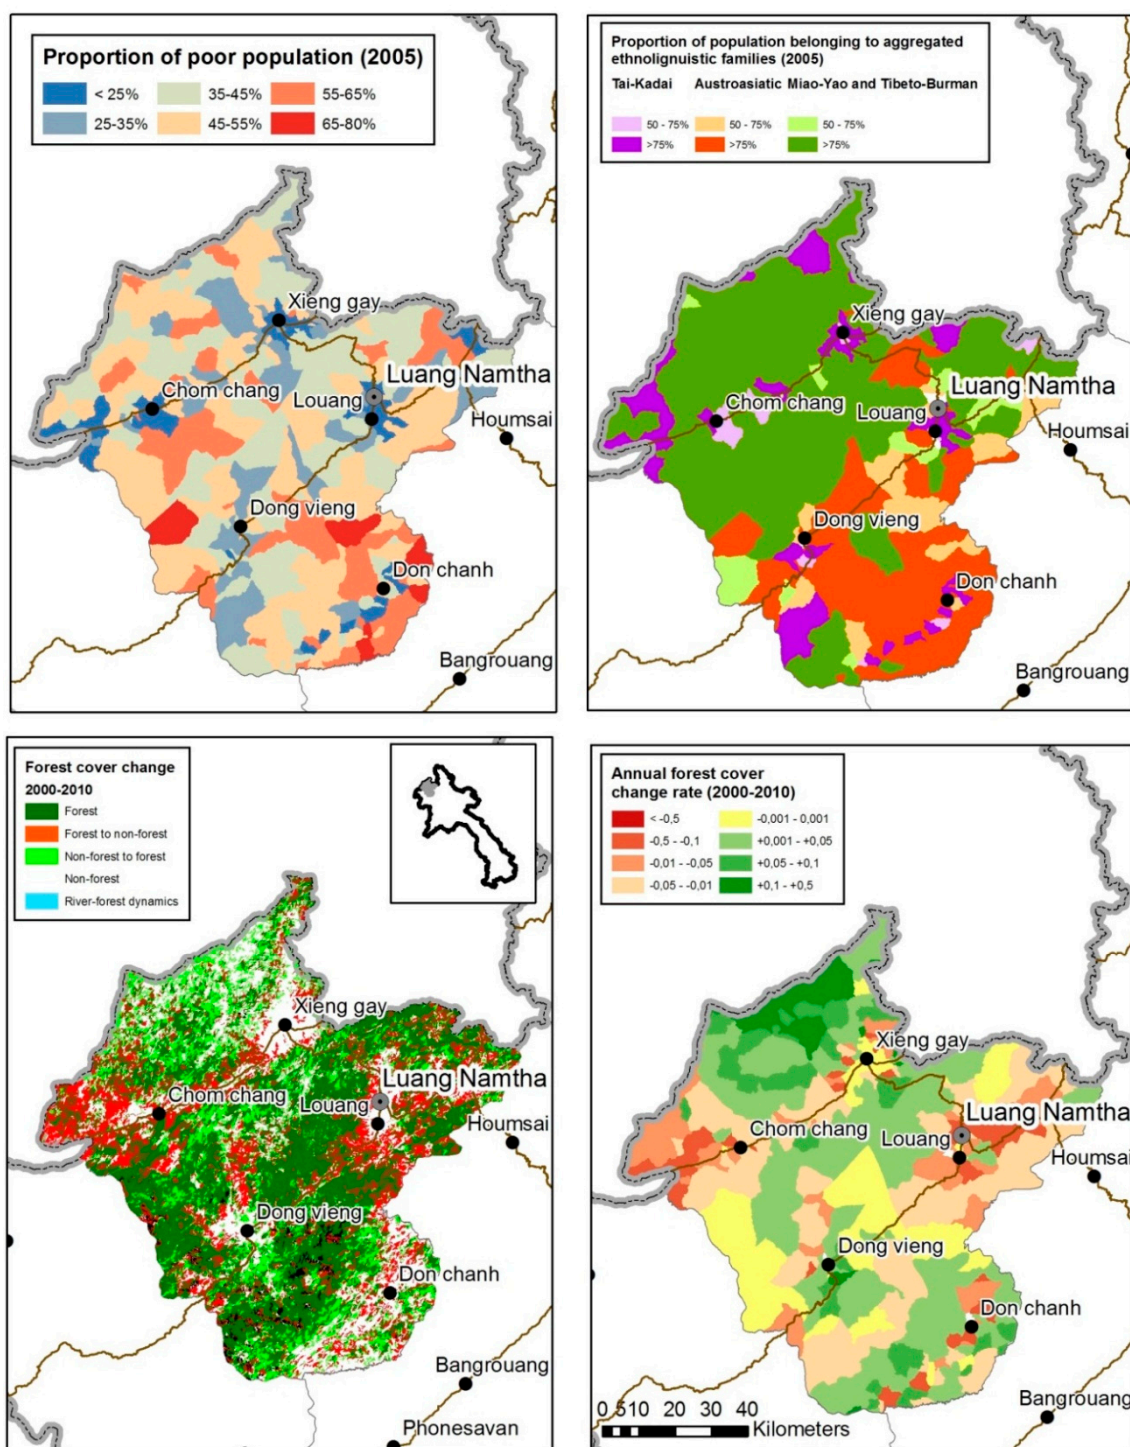 Proportion of poor population (2005)
< 25% 35-45% 55-65%
25-35% 45-55% 65-80%
Xieng gay
Luang Namtha
Chom chang
Louang
Houmsai
Dong vieng
Don chanh
Bangrouang
Proportion of population belonging to aggregated
ethnolignuistic families (2005)
Tai-Kadai Austroasiatic Miao-Yao and Tibeto-Burman
50 - 75% 50 - 75% 50 - 75%
>75% >75% >75%
Xieng gay
Luang Namtha
Chom chang
Louang
Houmsai
Dong vieng
Don chanh
Bangrouang
Forest cover change
2000-2010
Forest
Forest to non-forest
Non-forest to forest
Non-forest
River-forest dynamics
Xieng gay
Luang Namtha
Chom chang
Louang
Houmsai
Dong vieng
Don chanh
Bangrouang
Phonesavan
Annual forest cover
change rate (2000-2010)
< -0,5 -0,001 - 0,001
-0,5 - -0,1 +0,001 - +0,05
-0,01 - -0,05 +0,05 - +0,1
-0,05 - -0,01 +0,1 - +0,5
Xieng gay
Luang Namtha
Chom chang
Louang
Houmsai
Dong vieng
Don chanh
Bangrouang
0 5 10 20 30 40
Kilometers